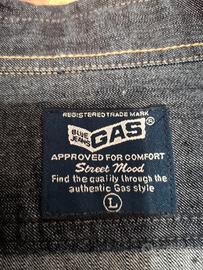 REGISTERED TRADE MARK
BLUE JEANS GAS®
APPROVED FOR COMFORT
Street Mood
Find the quality through the
authentic Gas style
L